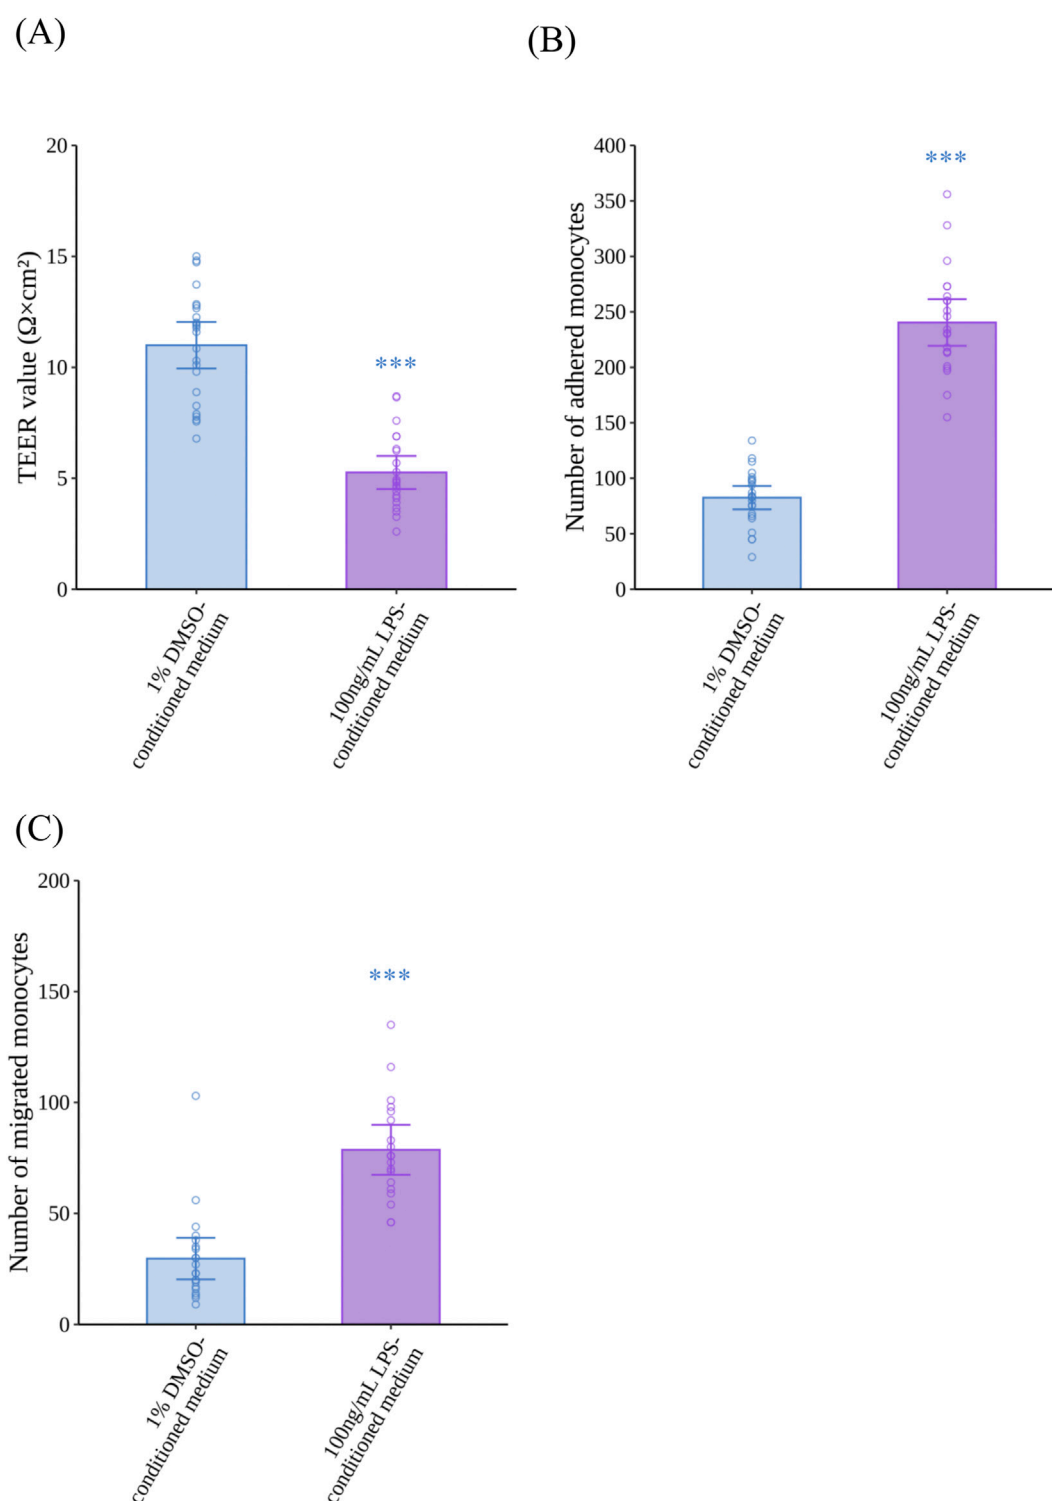 (A)
TEER value (Ω×cm²)
20
15
10
5
0
***
1% DMSO-
conditioned medium
100ng/mL LPS-
conditioned medium
(B)
Number of adhered monocytes
400
350
300
250
200
150
100
50
0
***
1% DMSO-
conditioned medium
100ng/mL LPS-
conditioned medium
(C)
Number of migrated monocytes
200
150
100
50
0
***
1% DMSO-
conditioned medium
100ng/mL LPS-
conditioned medium